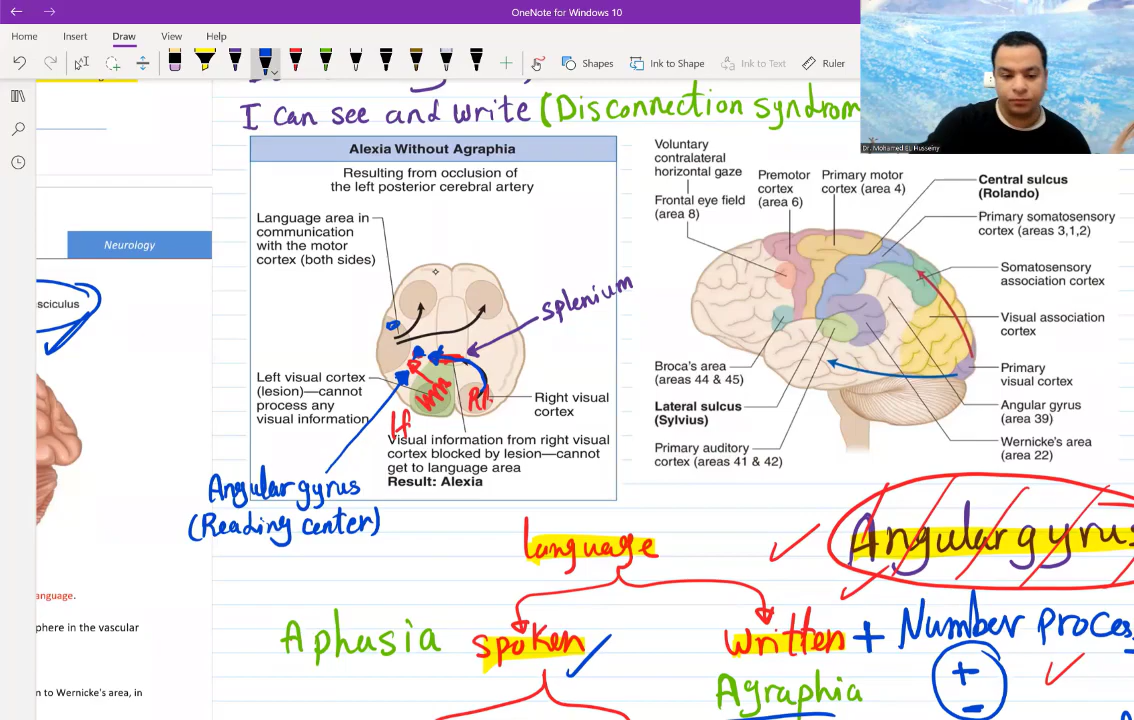 OneNote for Windows 10
Home Insert Draw View Help
Shapes Ink to Shape Ink to Text Ruler
I can see and write (Disconnection syndrom
Dr. Mohamed EL Husseiny
Neurology
sciculus
anguage.
phere in the vascular
n to Wernicke's area, in
Alexia Without Agraphia
Resulting from occlusion of
the left posterior cerebral artery
Language area in
communication
with the motor
cortex (both sides)
splenium
Left visual cortex
(lesion)—cannot
process any
visual information
Right visual
cortex
Lf
Rt
Visual information from right visual
cortex blocked by lesion—cannot
get to language area
Result: Alexia
Angular gyrus
(Reading center)
Voluntary
contralateral
horizontal gaze
Frontal eye field
(area 8)
Premotor
cortex
(area 6)
Primary motor
cortex (area 4)
Central sulcus
(Rolando)
Primary somatosensory
cortex (areas 3,1,2)
Somatosensory
association cortex
Visual association
cortex
Primary
visual cortex
Angular gyrus
(area 39)
Wernicke's area
(area 22)
Broca's area
(areas 44 & 45)
Lateral sulcus
(Sylvius)
Primary auditory
cortex (areas 41 & 42)
language
Angular gyrus
Aphasia spoken written + Number proces
Agraphia
+
-